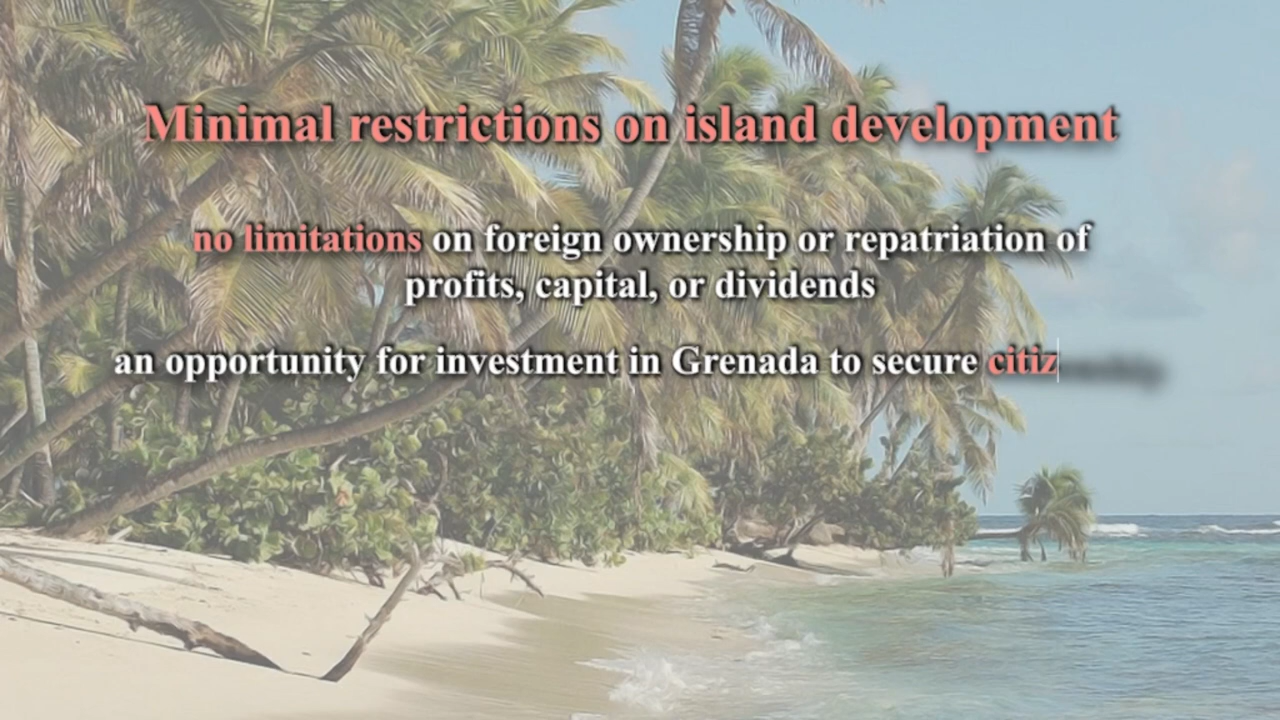 Minimal restrictions on island development
no limitations on foreign ownership or repatriation of
profits, capital, or dividends
an opportunity for investment in Grenada to secure citiz